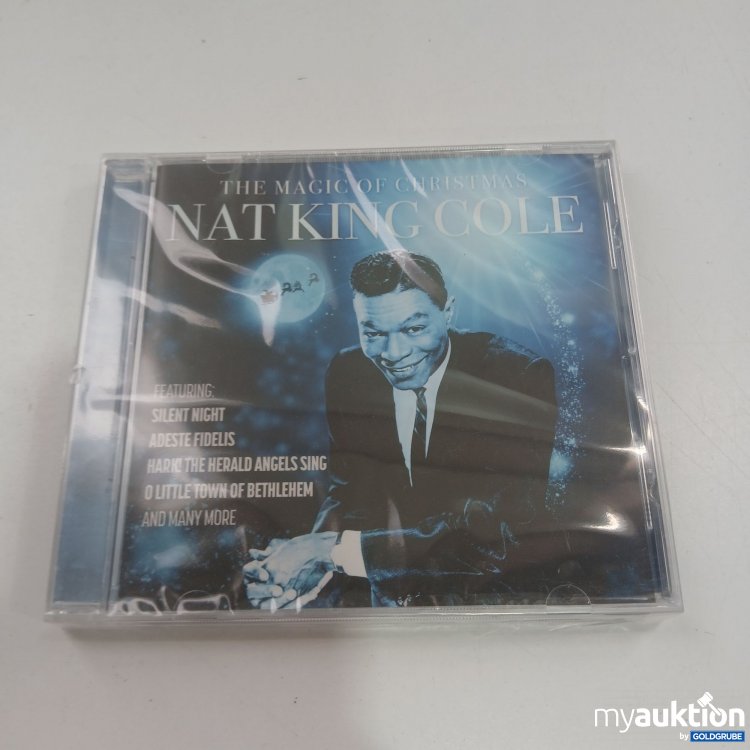 THE MAGIC OF CHRISTMAS
NAT KING COLE
FEATURING:
SILENT NIGHT
ADESTE FIDELIS
HARK! THE HERALD ANGELS SING
O LITTLE TOWN OF BETHLEHEM
AND MANY MORE
myauktion
by GOLDGRUBE